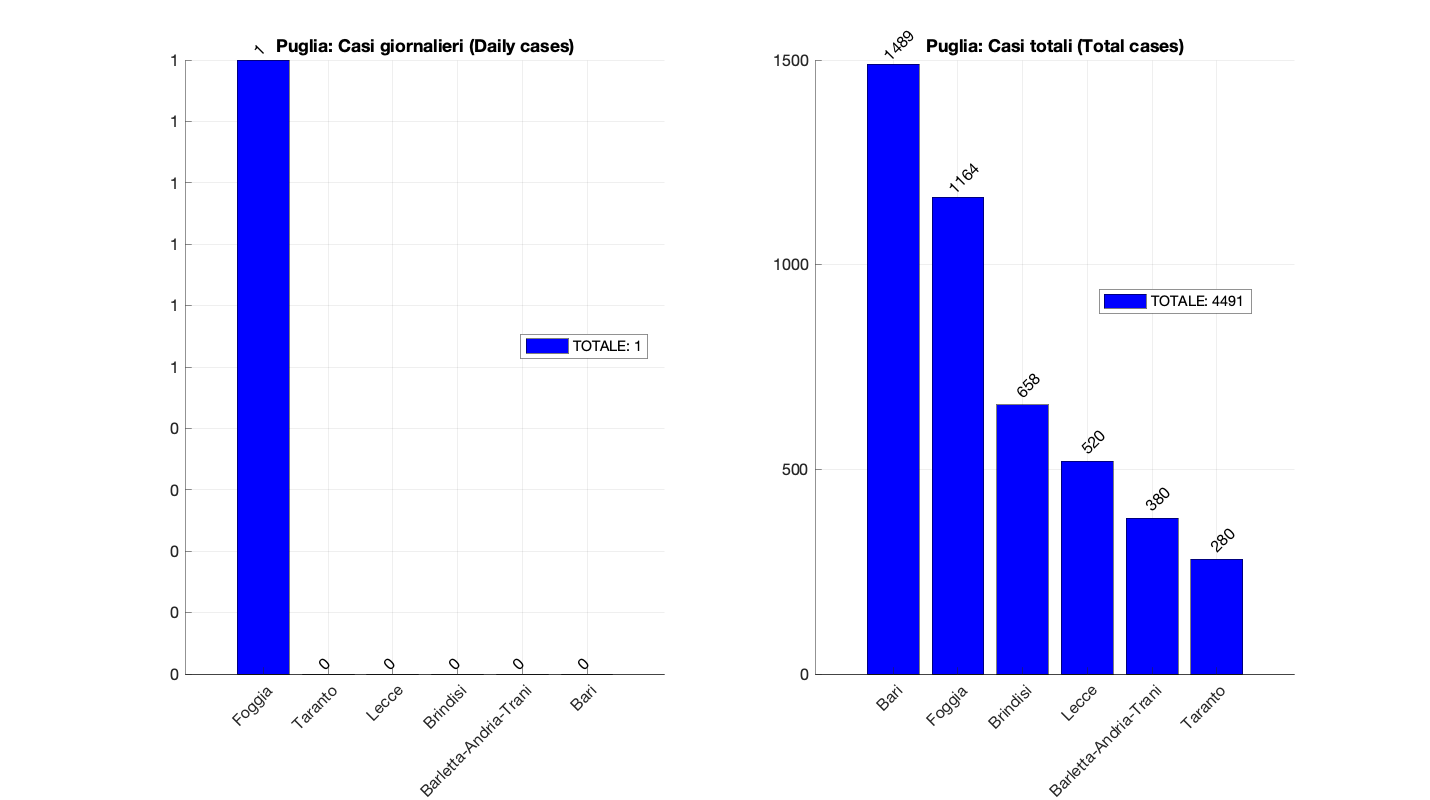 Puglia: Casi giornalieri (Daily cases)
1
1
1
1
1
1
1
0
0
0
0
0
0
0
0
0
0
TOTALE: 1
Foggia
Taranto
Lecce
Brindisi
Barletta-Andria-Trani
Bari
Puglia: Casi totali (Total cases)
1500
1000
500
0
1489
1164
658
520
380
280
TOTALE: 4491
Bari
Foggia
Brindisi
Lecce
Barletta-Andria-Trani
Taranto